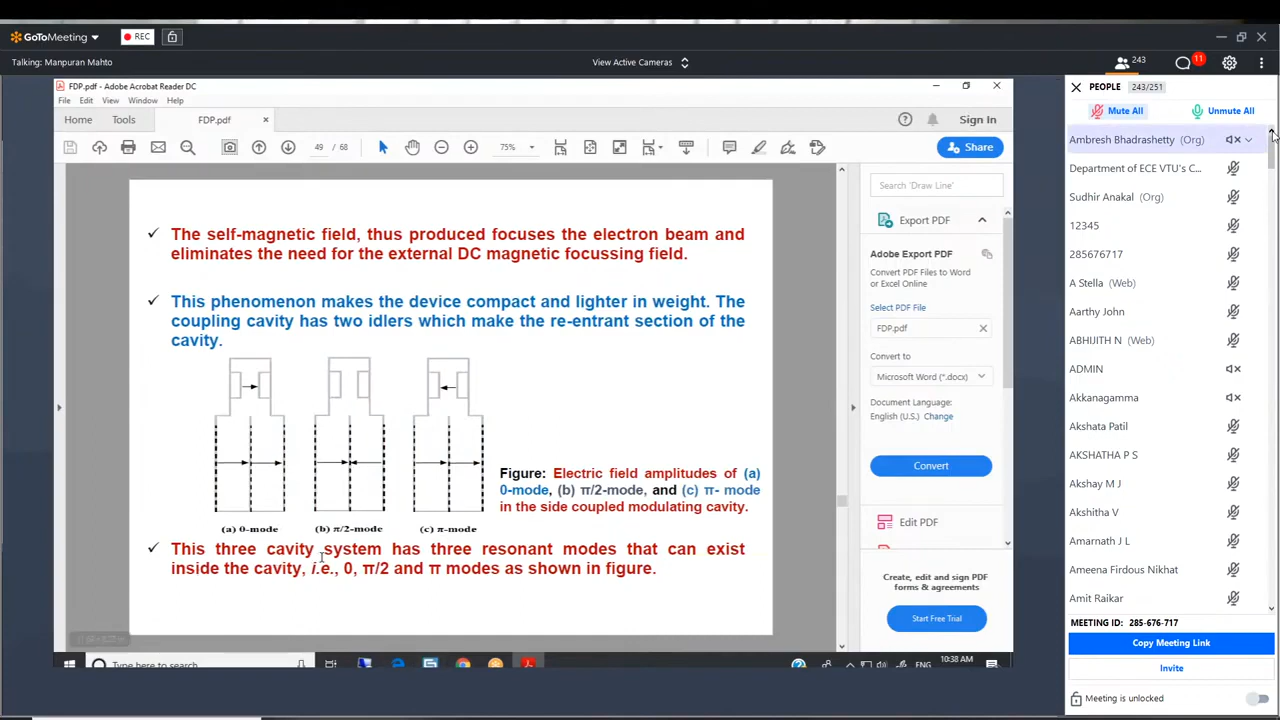 GoToMeeting
REC
Talking: Manpuran Mahto
View Active Cameras
243
11
FDP.pdf - Adobe Acrobat Reader DC
File Edit View Window Help
Home Tools FDP.pdf × Sign In
49 / 68 75% Share
✓ The self-magnetic field, thus produced focuses the electron beam and
eliminates the need for the external DC magnetic focussing field.
✓ This phenomenon makes the device compact and lighter in weight. The
coupling cavity has two idlers which make the re-entrant section of the
cavity.
(a) 0-mode (b) π/2-mode (c) π-mode
Figure: Electric field amplitudes of (a)
0-mode, (b) π/2-mode, and (c) π- mode
in the side coupled modulating cavity.
✓ This three cavity system has three resonant modes that can exist
inside the cavity, i.e., 0, π/2 and π modes as shown in figure.
Search 'Draw Line'
Export PDF
Adobe Export PDF
Convert PDF Files to Word
or Excel Online
Select PDF File
FDP.pdf
Convert to
Microsoft Word (*.docx)
Document Language:
English (U.S.) Change
Convert
Edit PDF
Create, edit and sign PDF
forms & agreements
Start Free Trial
Type here to search
ENG 10:38 AM
PEOPLE 243/251
Mute All Unmute All
Ambresh Bhadrashetty (Org)
Department of ECE VTU's C...
Sudhir Anakal (Org)
12345
285676717
A Stella (Web)
Aarthy John
ABHIJITH N (Web)
ADMIN
Akkanagamma
Akshata Patil
AKSHATHA P S
Akshay M J
Akshitha V
Amarnath J L
Ameena Firdous Nikhat
Amit Raikar
MEETING ID: 285-676-717
Copy Meeting Link
Invite
Meeting is unlocked